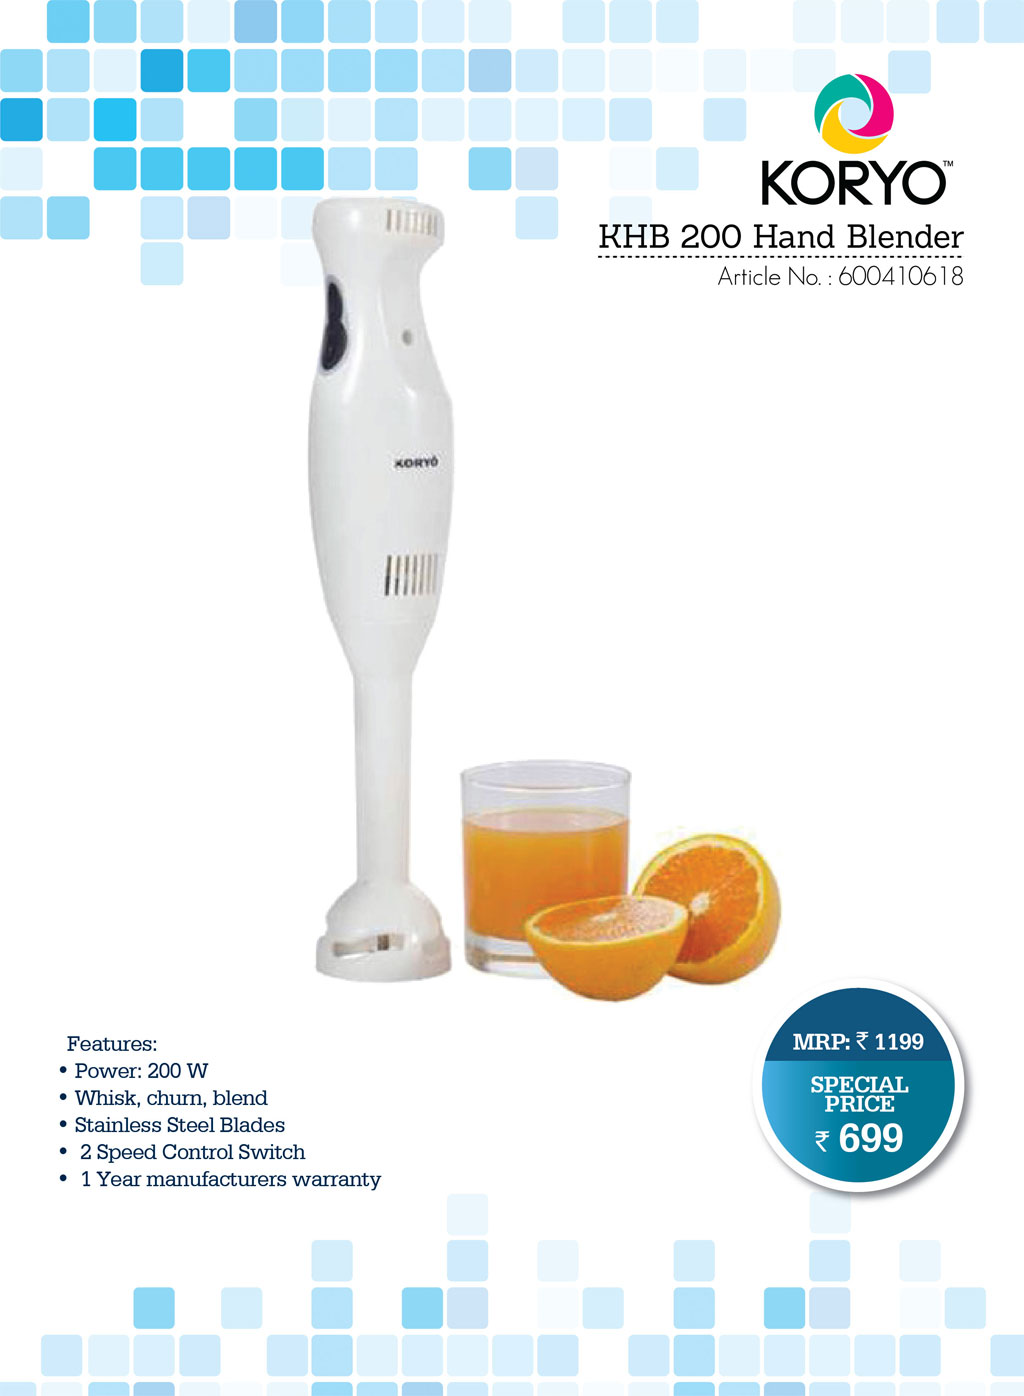 KORYO™
KHB 200 Hand Blender
Article No. : 600410618
KORYO
Features:
• Power: 200 W
• Whisk, churn, blend
• Stainless Steel Blades
• 2 Speed Control Switch
• 1 Year manufacturers warranty
MRP: ₹ 1199
SPECIAL
PRICE
₹ 699